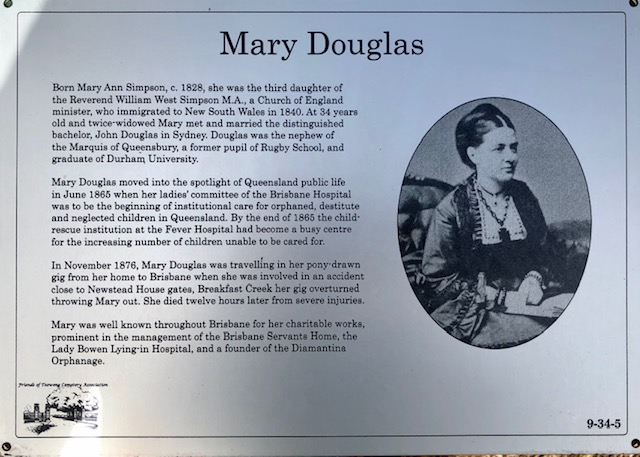 Mary Douglas
Born Mary Ann Simpson, c. 1828, she was the third daughter of
the Reverend William West Simpson M.A., a Church of England
minister, who immigrated to New South Wales in 1840. At 34 years
old and twice-widowed Mary met and married the distinguished
bachelor, John Douglas in Sydney. Douglas was the nephew of
the Marquis of Queensbury, a former pupil of Rugby School, and
graduate of Durham University.
Mary Douglas moved into the spotlight of Queensland public life
in June 1865 when her ladies' committee of the Brisbane Hospital
was to be the beginning of institutional care for orphaned, destitute
and neglected children in Queensland. By the end of 1865 the child-
rescue institution at the Fever Hospital had become a busy centre
for the increasing number of children unable to be cared for.
In November 1876, Mary Douglas was travelling in her pony-drawn
gig from her home to Brisbane when she was involved in an accident
close to Newstead House gates, Breakfast Creek her gig overturned
throwing Mary out. She died twelve hours later from severe injuries.
Mary was well known throughout Brisbane for her charitable works,
prominent in the management of the Brisbane Servants Home, the
Lady Bowen Lying-in Hospital, and a founder of the Diamantina
Orphanage.
Friends of Toowong Cemetery Association
9-34-5